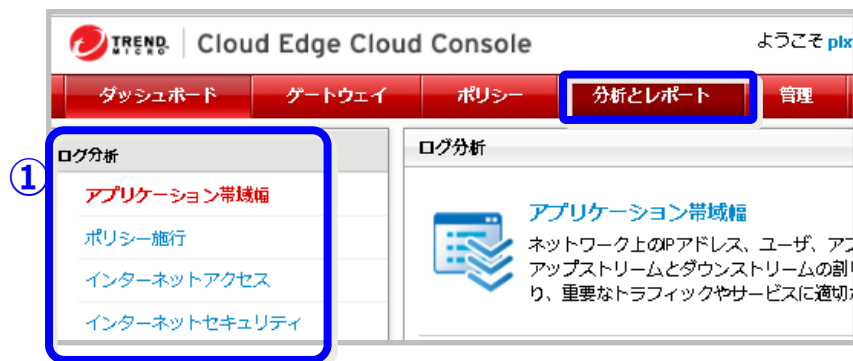 TREND MICRO Cloud Edge Cloud Console ようこそ plx
ダッシュボード ゲートウェイ ポリシー 分析とレポート 管理
ログ分析
①
アプリケーション帯域幅
ポリシー施行
インターネットアクセス
インターネットセキュリティ
ログ分析
アプリケーション帯域幅
ネットワーク上のIPアドレス、ユーザ、アプ
アップストリームとダウンストリームの割り
り、重要なトラフィックやサービスに適切